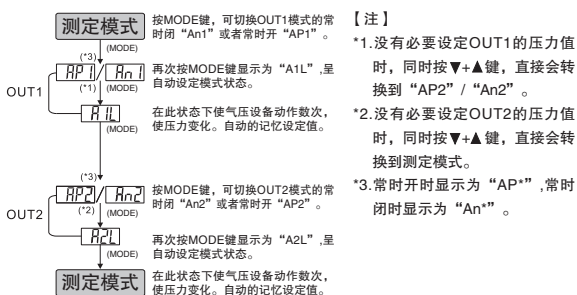 测定模式
按MODE键，可切换OUT1模式的常
时闭“An1”或者常时开“AP1”。
(*3)
(MODE)
AP1 / An1
OUT1
(*1)
(MODE)
再次按MODE键显示为“A1L”,呈
自动设定模式状态。
A1L
(MODE)
在此状态下使气压设备动作数次，
使压力变化。自动的记忆设定值。
(*3)
AP2 / An2
OUT2
(*2)
(MODE)
按MODE键，可切换OUT2模式的常
时闭“An2”或者常时开“AP2”。
A2L
(MODE)
再次按MODE键显示为“A2L”,呈
自动设定模式状态。
测定模式
在此状态下使气压设备动作数次，
使压力变化。自动的记忆设定值。
【注】
*1.没有必要设定OUT1的压力值
时，同时按▼+▲键，直接会转
换到“AP2”/“An2”。
*2.没有必要设定OUT2的压力值
时，同时按▼+▲键，直接会转
换到测定模式。
*3.常时开时显示为“AP*”,常时
闭时显示为“An*”。